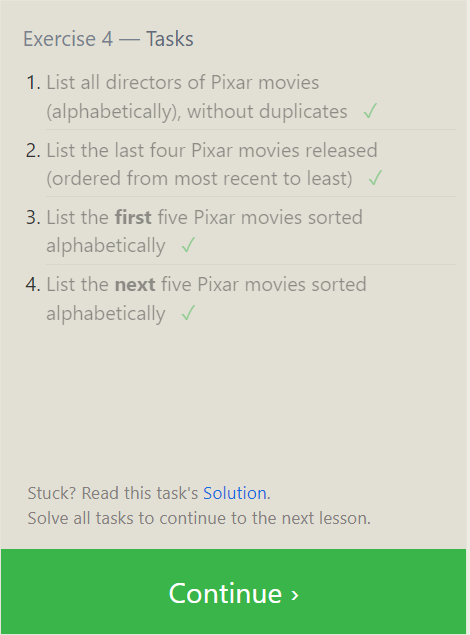 Exercise 4 — Tasks
1. List all directors of Pixar movies
(alphabetically), without duplicates ✓
2. List the last four Pixar movies released
(ordered from most recent to least) ✓
3. List the first five Pixar movies sorted
alphabetically ✓
4. List the next five Pixar movies sorted
alphabetically ✓
Stuck? Read this task's Solution.
Solve all tasks to continue to the next lesson.
Continue ›